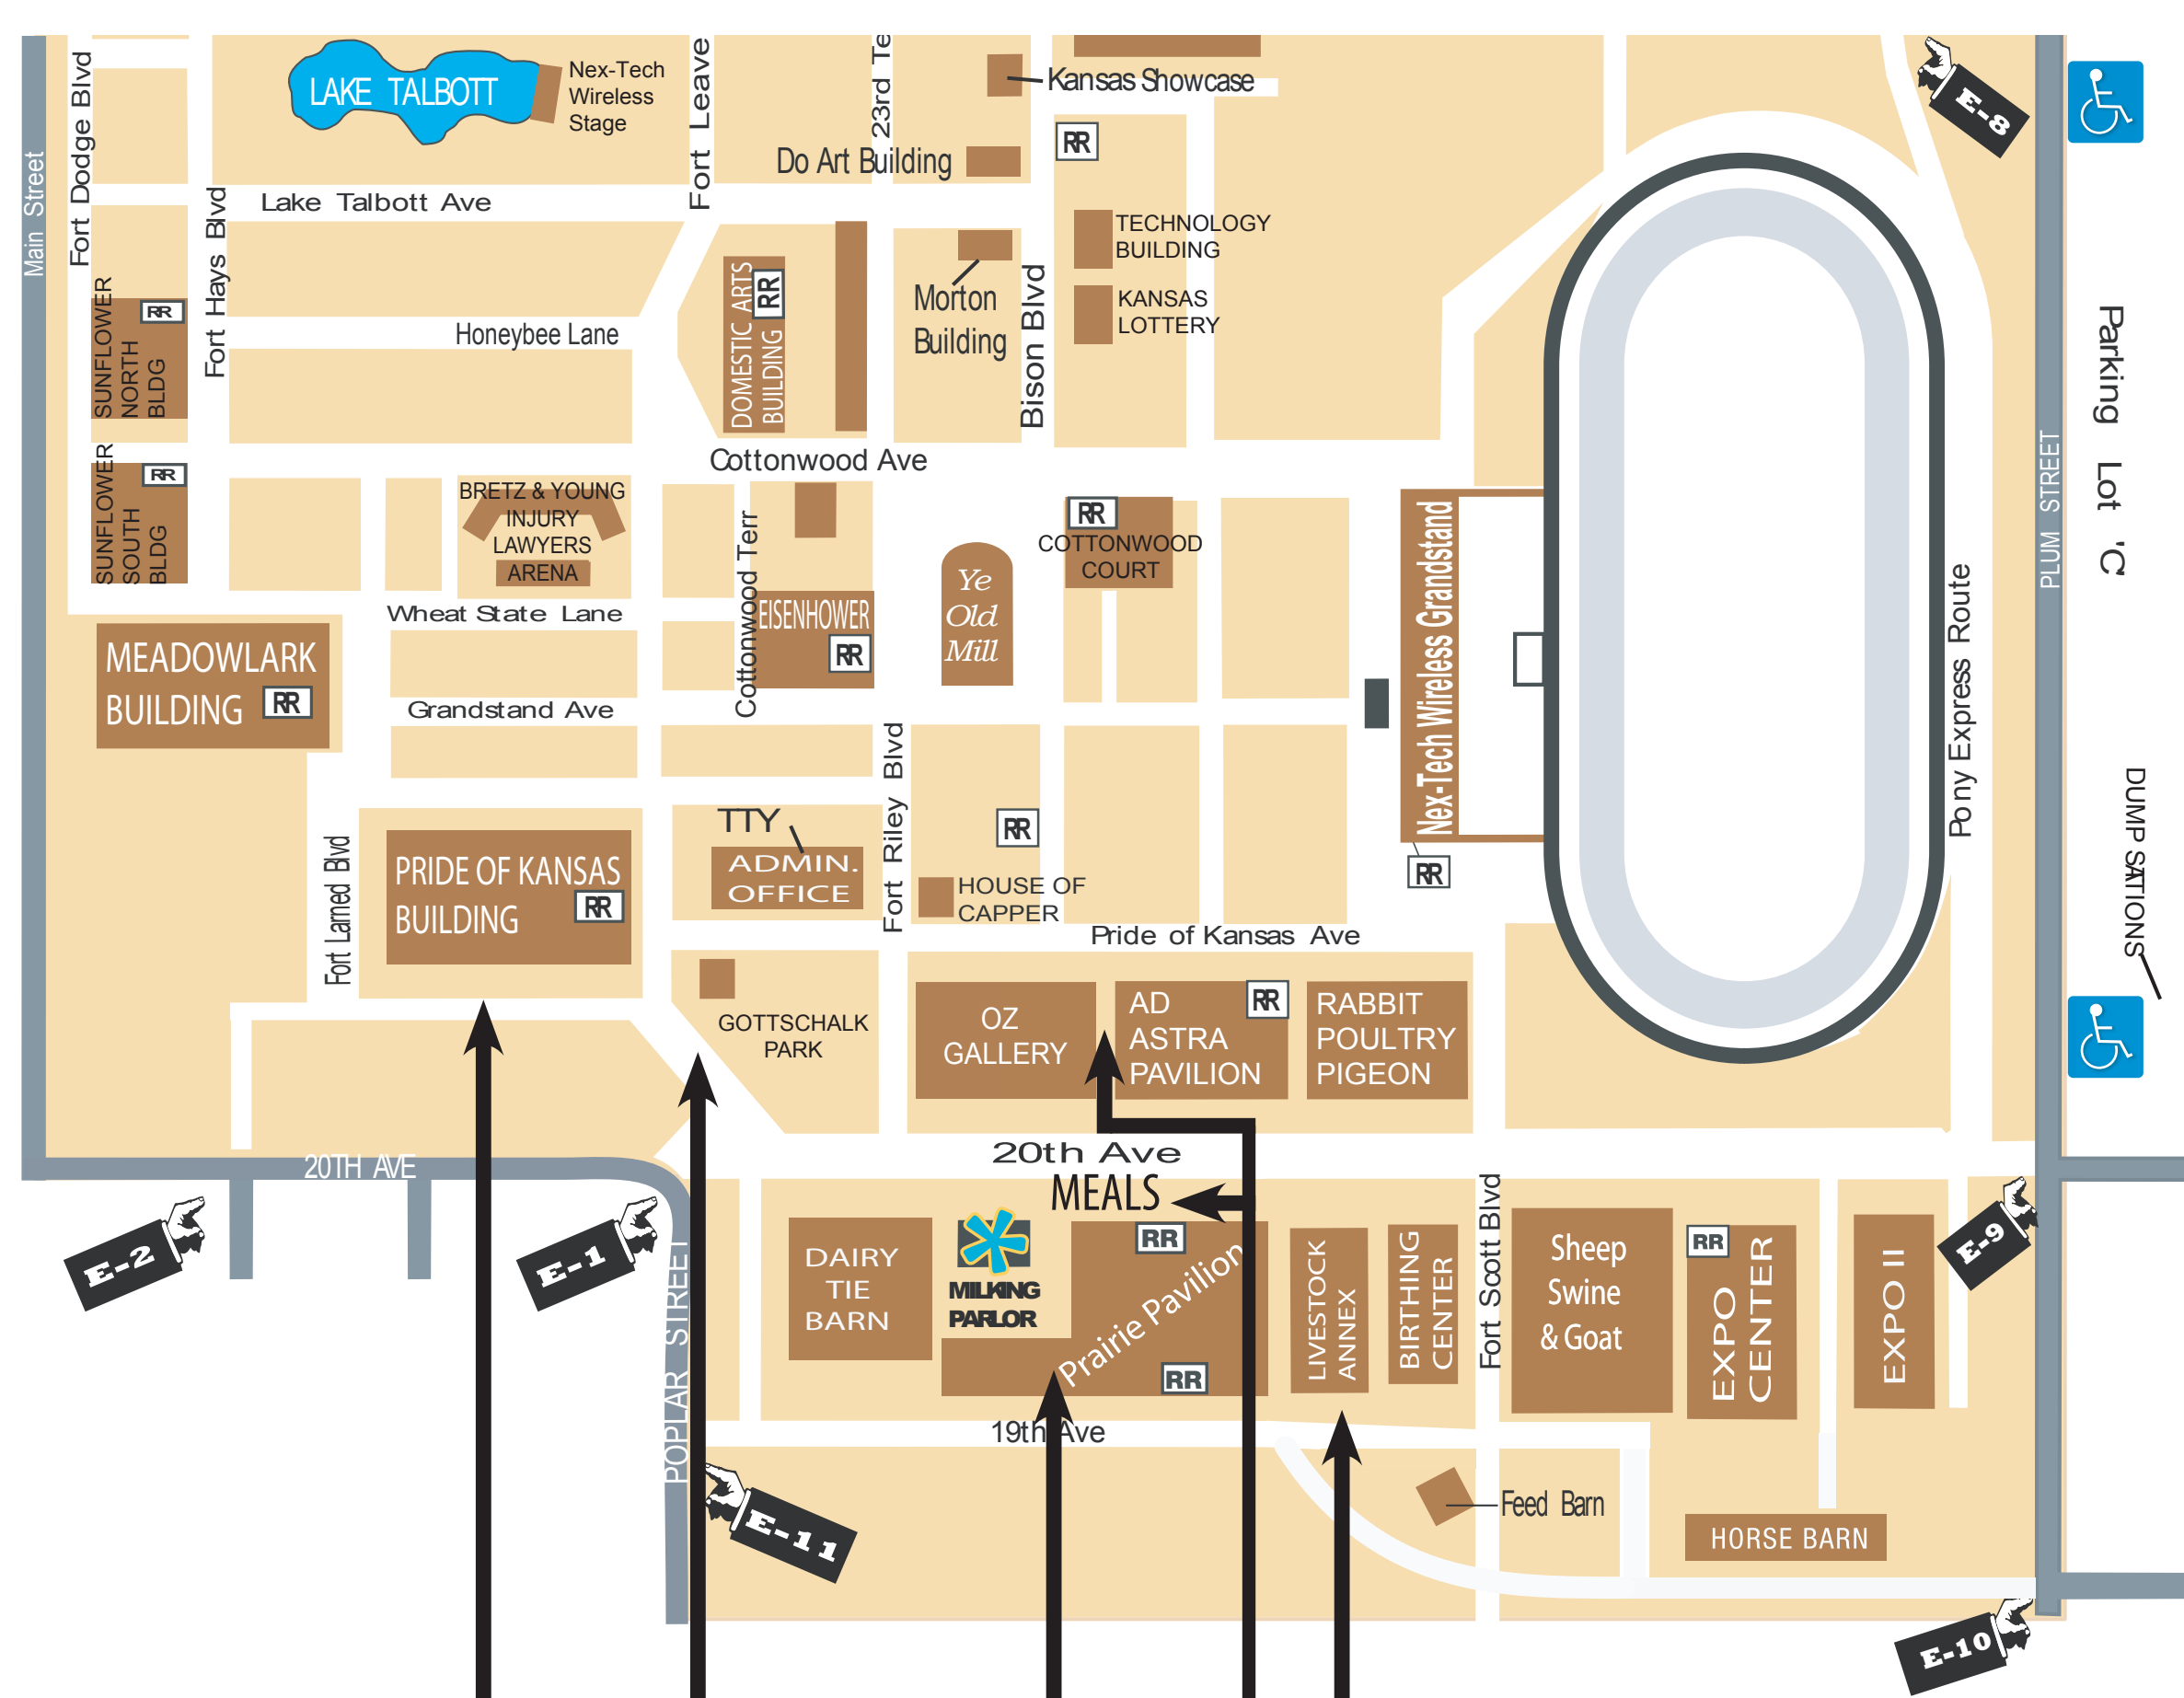 LAKE TALBOTT
Nex-Tech
Wireless
Stage
Fort Dodge Blvd
Main Street
Fort Hays Blvd
Fort Leave
23rd Te
Kansas Showcase
RR
Do Art Building
Lake Talbott Ave
E-8
TECHNOLOGY
BUILDING
KANSAS
LOTTERY
Morton
Building
Bison Blvd
DOMESTIC ARTS
BUILDING
RR
SUNFLOWER
NORTH
BLDG
RR
Honeybee Lane
Parking Lot 'C
PLUM STREET
Cottonwood Ave
SUNFLOWER
SOUTH
BLDG
RR
BRETZ & YOUNG
INJURY
LAWYERS
ARENA
Cottonwood Terr
RR
COTTONWOOD
COURT
Ye
Old
Mill
EISENHOWER
RR
Nex-Tech Wireless Grandstand
Pony Express Route
Wheat State Lane
MEADOWLARK
BUILDING
RR
Grandstand Ave
Fort Riley Blvd
DUMP SATIONS
TTY
ADMIN.
OFFICE
RR
HOUSE OF
CAPPER
RR
Fort Larned Blvd
PRIDE OF KANSAS
BUILDING
RR
Pride of Kansas Ave
GOTTSCHALK
PARK
OZ
GALLERY
AD
ASTRA
PAVILION
RR
RABBIT
POULTRY
PIGEON
20TH AVE
20th Ave
MEALS
E-2
E-1
POPLAR STREET
DAIRY
TIE
BARN
MILKING
PARLOR
RR
Prairie Pavilion
RR
LIVESTOCK
ANNEX
BIRTHING
CENTER
Fort Scott Blvd
Sheep
Swine
& Goat
RR
EXPO
CENTER
EXPO II
E-9
19th Ave
E-11
Feed Barn
HORSE BARN
E-10